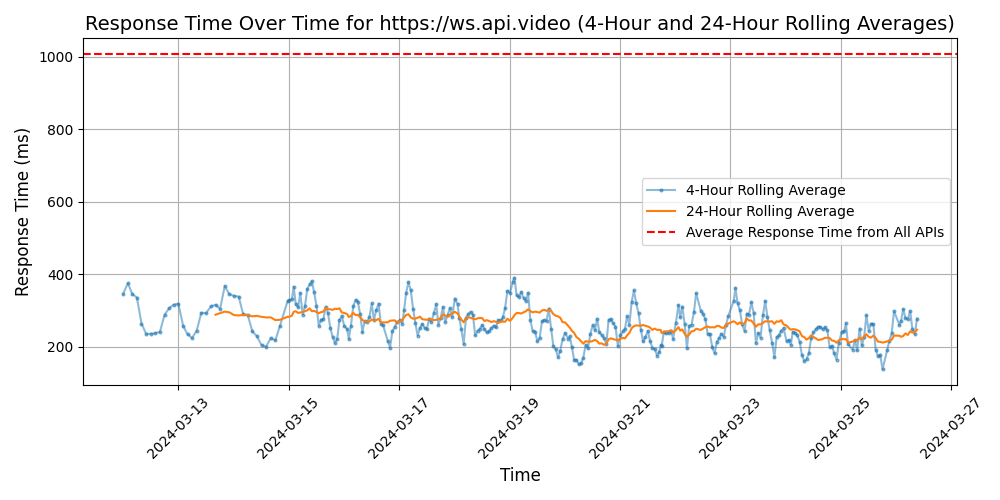 Response Time Over Time for https://ws.api.video (4-Hour and 24-Hour Rolling Averages)
Response Time (ms)
1000
800
600
400
200
4-Hour Rolling Average
24-Hour Rolling Average
Average Response Time from All APIs
2024-03-13
2024-03-15
2024-03-17
2024-03-19
2024-03-21
2024-03-23
2024-03-25
2024-03-27
Time